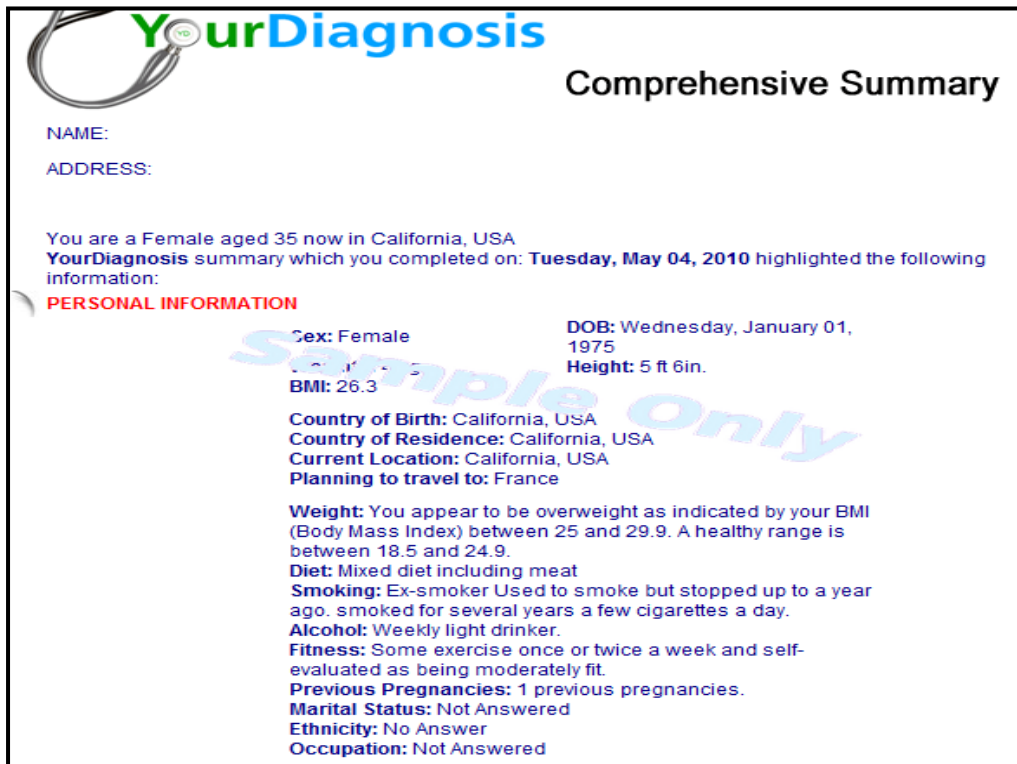 YourDiagnosis
YD
Comprehensive Summary
NAME:
ADDRESS:
You are a Female aged 35 now in California, USA
YourDiagnosis summary which you completed on: Tuesday, May 04, 2010 highlighted the following
information:
PERSONAL INFORMATION
Sex: Female
DOB: Wednesday, January 01,
1975
Height: 5 ft 6in.
BMI: 26.3
Sample Only
Country of Birth: California, USA
Country of Residence: California, USA
Current Location: California, USA
Planning to travel to: France
Weight: You appear to be overweight as indicated by your BMI
(Body Mass Index) between 25 and 29.9. A healthy range is
between 18.5 and 24.9.
Diet: Mixed diet including meat
Smoking: Ex-smoker Used to smoke but stopped up to a year
ago. smoked for several years a few cigarettes a day.
Alcohol: Weekly light drinker.
Fitness: Some exercise once or twice a week and self-
evaluated as being moderately fit.
Previous Pregnancies: 1 previous pregnancies.
Marital Status: Not Answered
Ethnicity: No Answer
Occupation: Not Answered